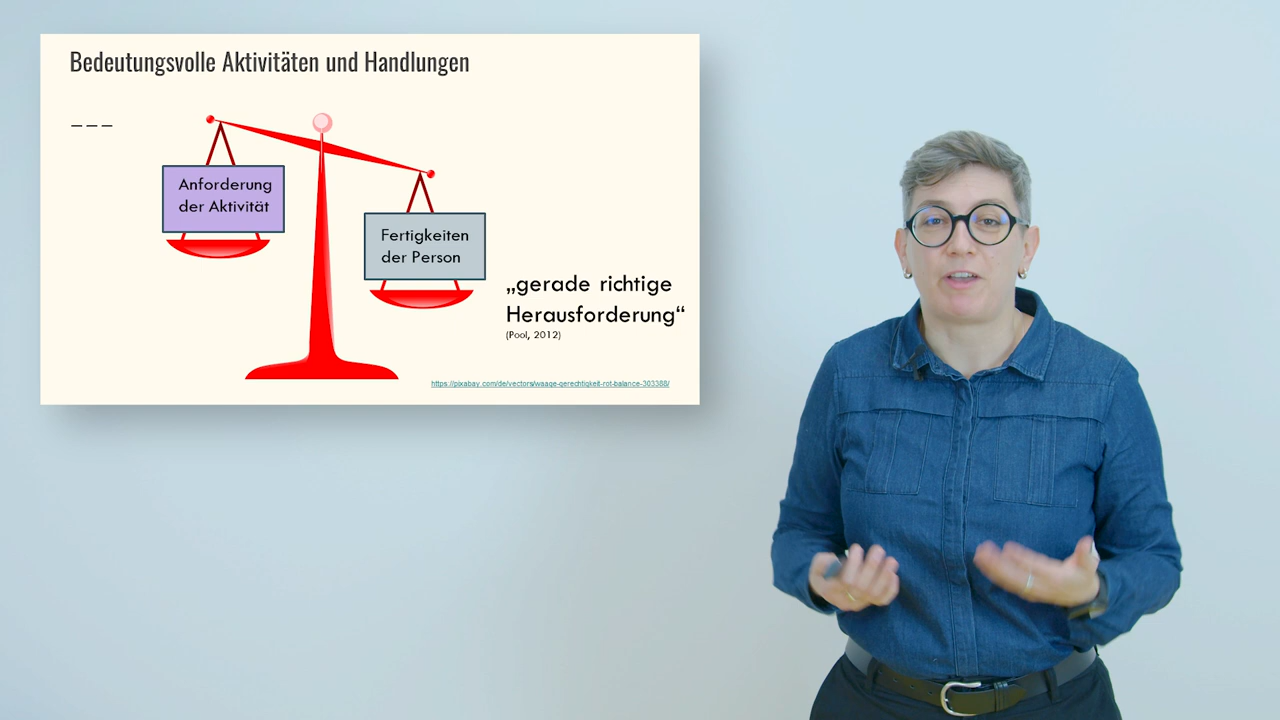 Bedeutungsvolle Aktivitäten und Handlungen
Anforderung
der Aktivität
Fertigkeiten
der Person
„gerade richtige
Herausforderung“
(Pool, 2012)
https://pixabay.com/de/vectors/waage-gerechtigkeit-rot-balance-303388/